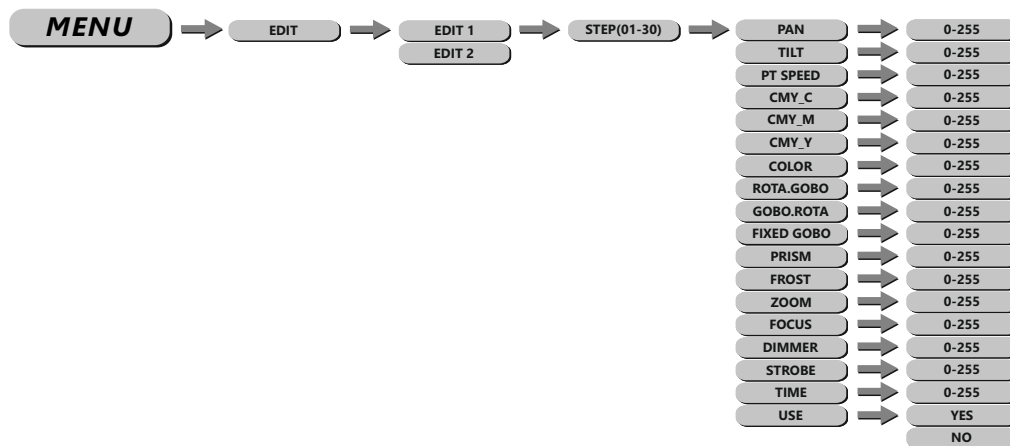 MENU EDIT EDIT 1 STEP(01-30) PAN 0-255
EDIT 2 TILT 0-255
PT SPEED 0-255
CMY_C 0-255
CMY_M 0-255
CMY_Y 0-255
COLOR 0-255
ROTA.GOBO 0-255
GOBO.ROTA 0-255
FIXED GOBO 0-255
PRISM 0-255
FROST 0-255
ZOOM 0-255
FOCUS 0-255
DIMMER 0-255
STROBE 0-255
TIME 0-255
USE YES
NO